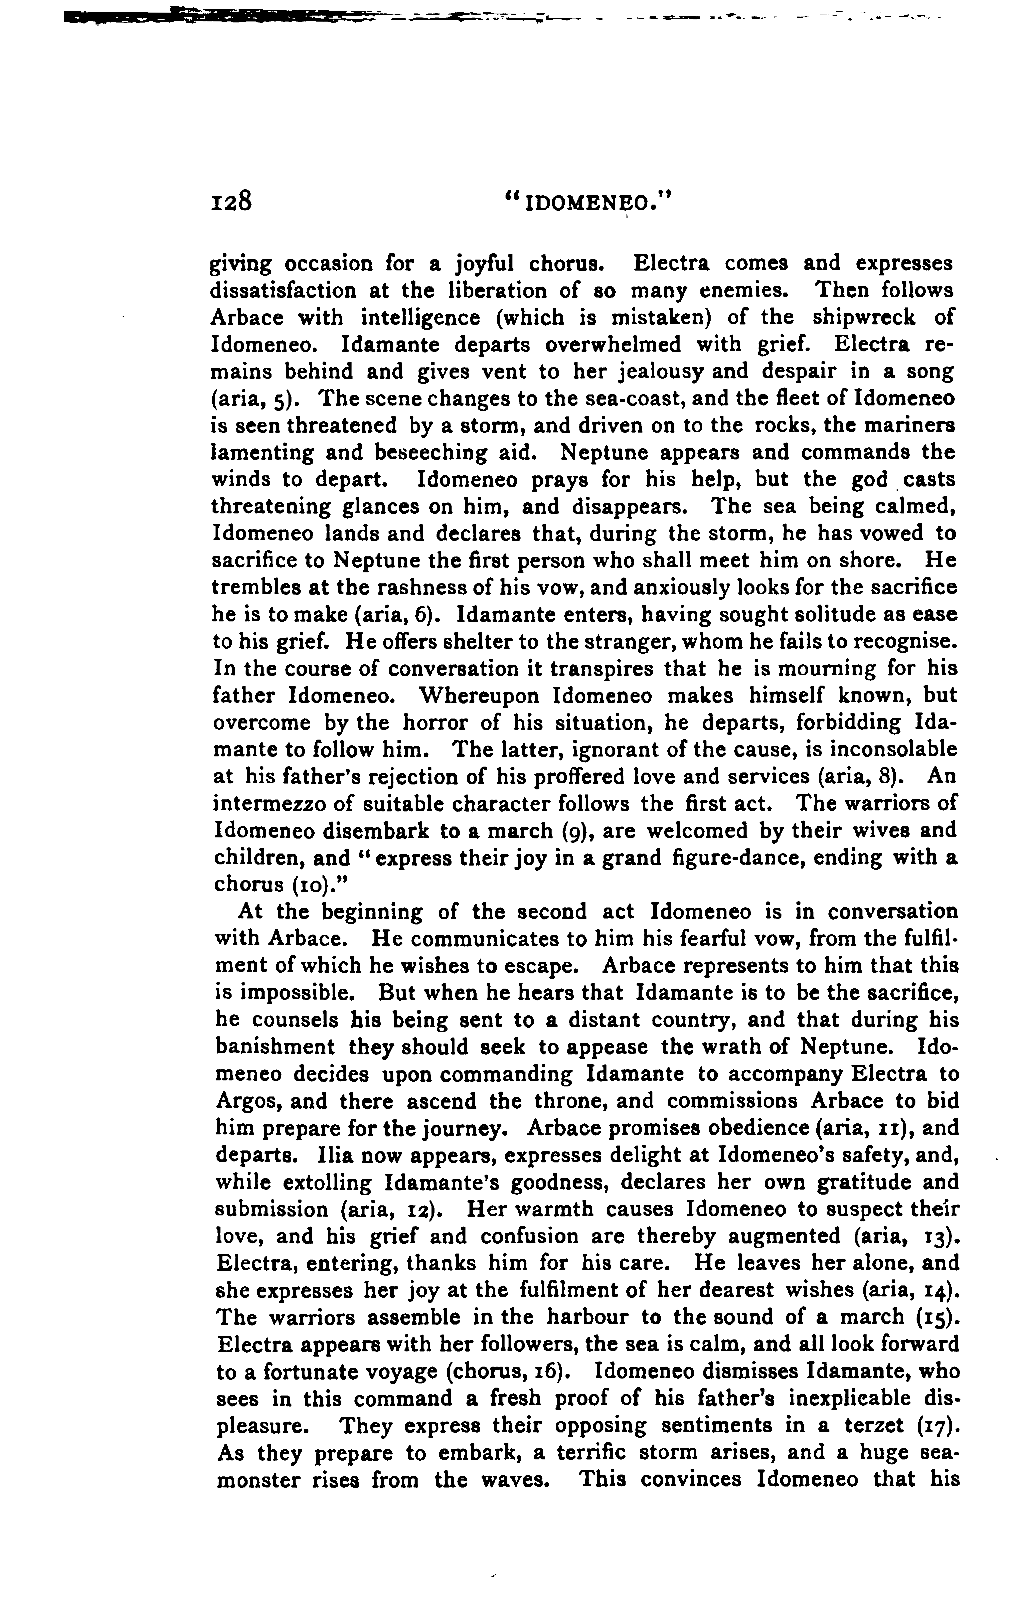 128 "IDOMENEO."
giving occasion for a joyful chorus. Electra comes and expresses
dissatisfaction at the liberation of so many enemies. Then follows
Arbace with intelligence (which is mistaken) of the shipwreck of
Idomeneo. Idamante departs overwhelmed with grief. Electra re-
mains behind and gives vent to her jealousy and despair in a song
(aria, 5). The scene changes to the sea-coast, and the fleet of Idomeneo
is seen threatened by a storm, and driven on to the rocks, the mariners
lamenting and beseeching aid. Neptune appears and commands the
winds to depart. Idomeneo prays for his help, but the god casts
threatening glances on him, and disappears. The sea being calmed,
Idomeneo lands and declares that, during the storm, he has vowed to
sacrifice to Neptune the first person who shall meet him on shore. He
trembles at the rashness of his vow, and anxiously looks for the sacrifice
he is to make (aria, 6). Idamante enters, having sought solitude as ease
to his grief. He offers shelter to the stranger, whom he fails to recognise.
In the course of conversation it transpires that he is mourning for his
father Idomeneo. Whereupon Idomeneo makes himself known, but
overcome by the horror of his situation, he departs, forbidding Ida-
mante to follow him. The latter, ignorant of the cause, is inconsolable
at his father's rejection of his proffered love and services (aria, 8). An
intermezzo of suitable character follows the first act. The warriors of
Idomeneo disembark to a march (9), are welcomed by their wives and
children, and "express their joy in a grand figure-dance, ending with a
chorus (10)."
At the beginning of the second act Idomeneo is in conversation
with Arbace. He communicates to him his fearful vow, from the fulfil-
ment of which he wishes to escape. Arbace represents to him that this
is impossible. But when he hears that Idamante is to be the sacrifice,
he counsels his being sent to a distant country, and that during his
banishment they should seek to appease the wrath of Neptune. Ido-
meneo decides upon commanding Idamante to accompany Electra to
Argos, and there ascend the throne, and commissions Arbace to bid
him prepare for the journey. Arbace promises obedience (aria, 11), and
departs. Ilia now appears, expresses delight at Idomeneo's safety, and,
while extolling Idamante's goodness, declares her own gratitude and
submission (aria, 12). Her warmth causes Idomeneo to suspect their
love, and his grief and confusion are thereby augmented (aria, 13).
Electra, entering, thanks him for his care. He leaves her alone, and
she expresses her joy at the fulfilment of her dearest wishes (aria, 14).
The warriors assemble in the harbour to the sound of a march (15).
Electra appears with her followers, the sea is calm, and all look forward
to a fortunate voyage (chorus, 16). Idomeneo dismisses Idamante, who
sees in this command a fresh proof of his father's inexplicable dis-
pleasure. They express their opposing sentiments in a terzet (17).
As they prepare to embark, a terrific storm arises, and a huge sea-
monster rises from the waves. This convinces Idomeneo that his